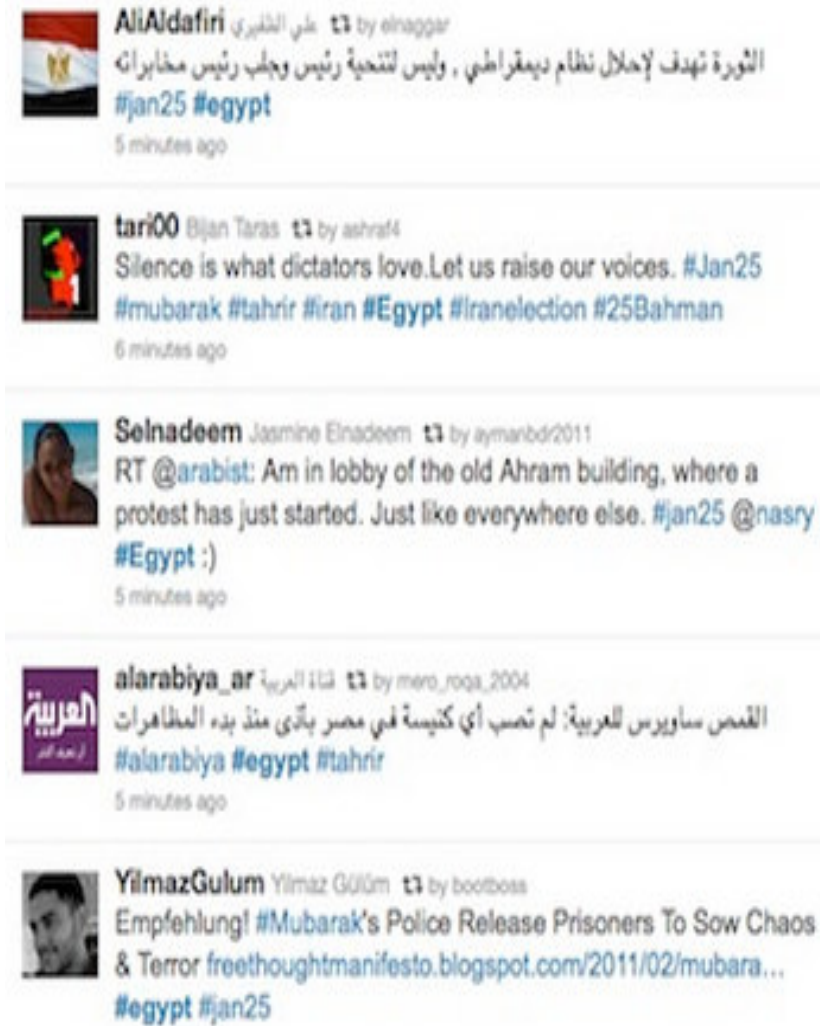 AliAldafiri علي الظفيري by elnaggar
الثورة تهدف لإحلال نظام ديمقراطي , وليس لتنحية رئيس وجلب رئيس مخابراته
#jan25 #egypt
5 minutes ago
tari00 Bijan Taras by ashraf4
Silence is what dictators love.Let us raise our voices. #Jan25
#mubarak #tahrir #iran #Egypt #Iranelection #25Bahman
6 minutes ago
Selnadeem Jasmine Elnadeem by aymanbdr2011
RT @arabist: Am in lobby of the old Ahram building, where a
protest has just started. Just like everywhere else. #jan25 @nasry
#Egypt :)
5 minutes ago
العربية
alarabiya_ar قناة العربية by mero_roqa_2004
القمص ساويرس للعربية: لم تصب أي كنيسة في مصر بأذى منذ بدء المظاهرات
#alarabiya #egypt #tahrir
5 minutes ago
YilmazGulum Yilmaz Gülüm by bootboss
Empfehlung! #Mubarak's Police Release Prisoners To Sow Chaos
& Terror freethoughtmanifesto.blogspot.com/2011/02/mubara...
#egypt #jan25